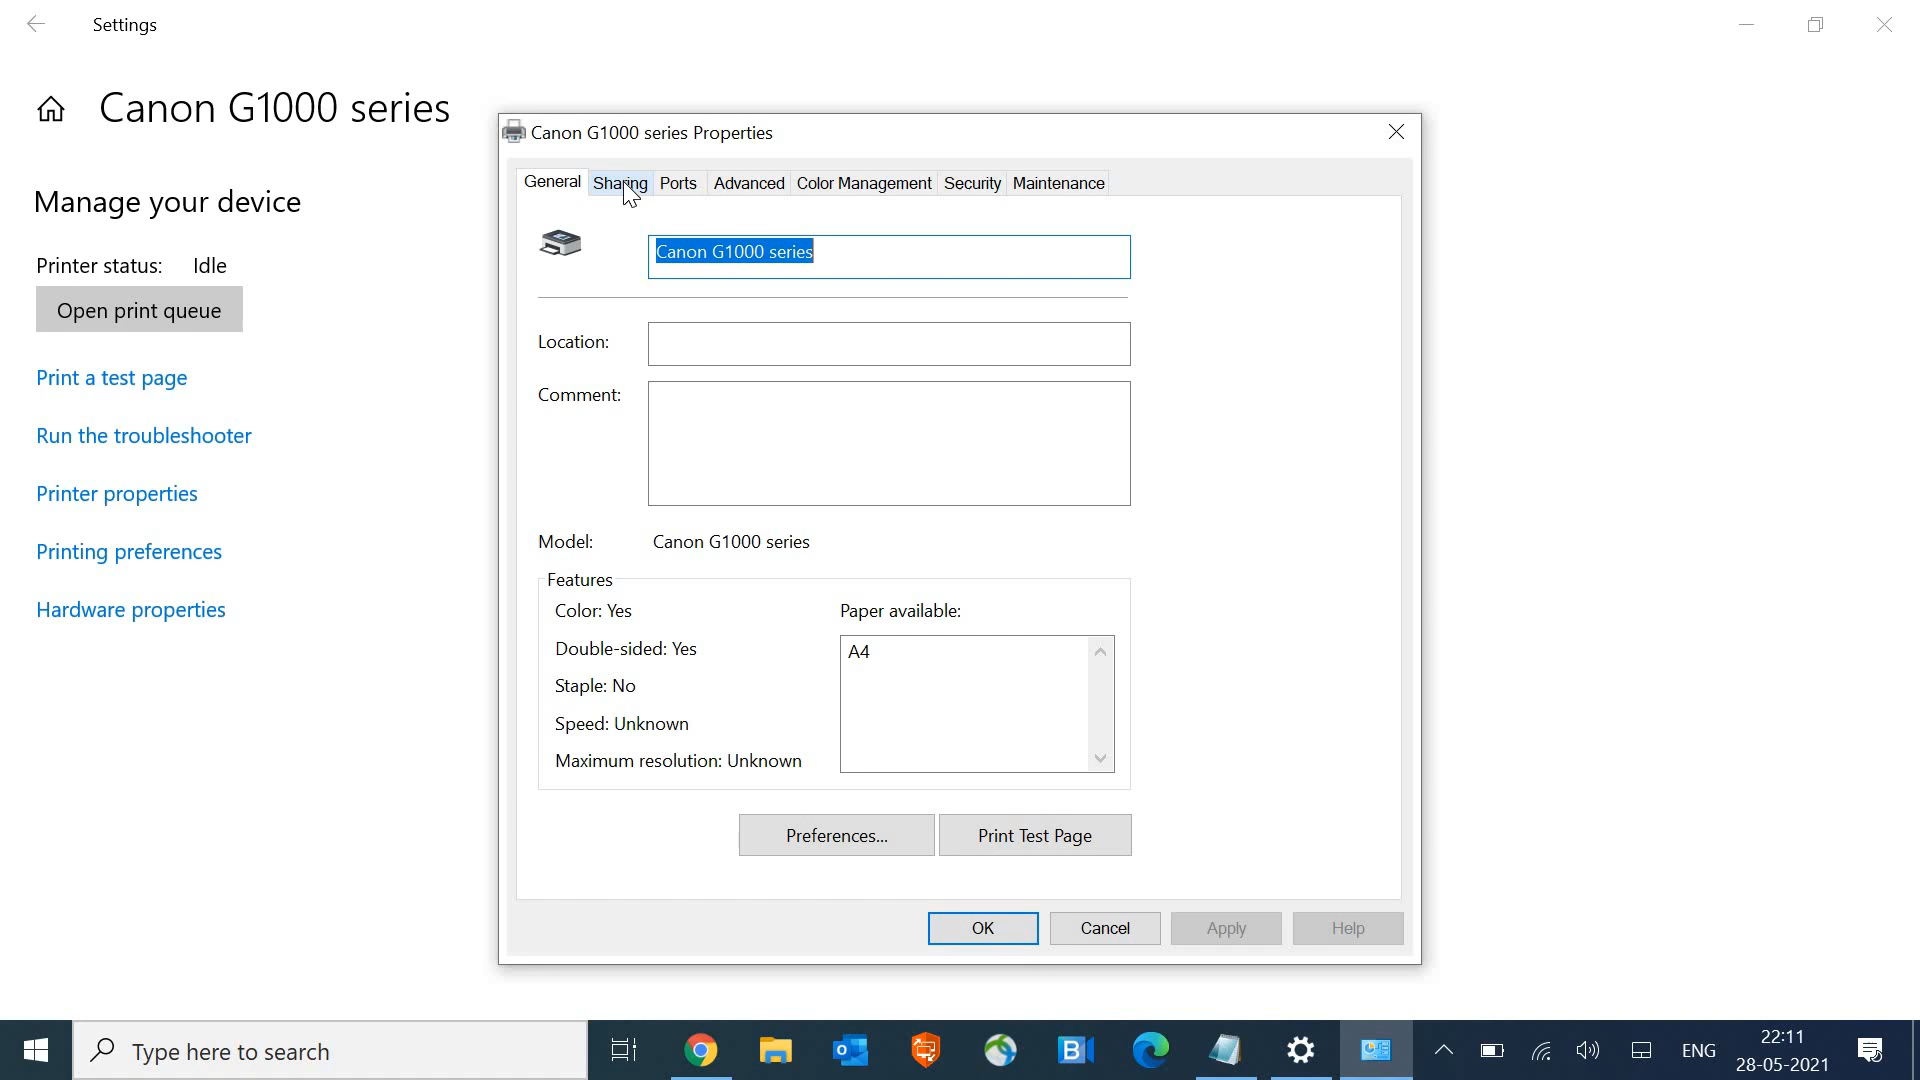 Settings
Canon G1000 series
Manage your device
Printer status: Idle
Open print queue
Print a test page
Run the troubleshooter
Printer properties
Printing preferences
Hardware properties
Canon G1000 series Properties
General Sharing Ports Advanced Color Management Security Maintenance
Canon G1000 series
Location:
Comment:
Model: Canon G1000 series
Features
Color: Yes
Double-sided: Yes
Staple: No
Speed: Unknown
Maximum resolution: Unknown
Paper available:
A4
Preferences... Print Test Page
OK Cancel Apply Help
Type here to search
ENG
22:11
28-05-2021